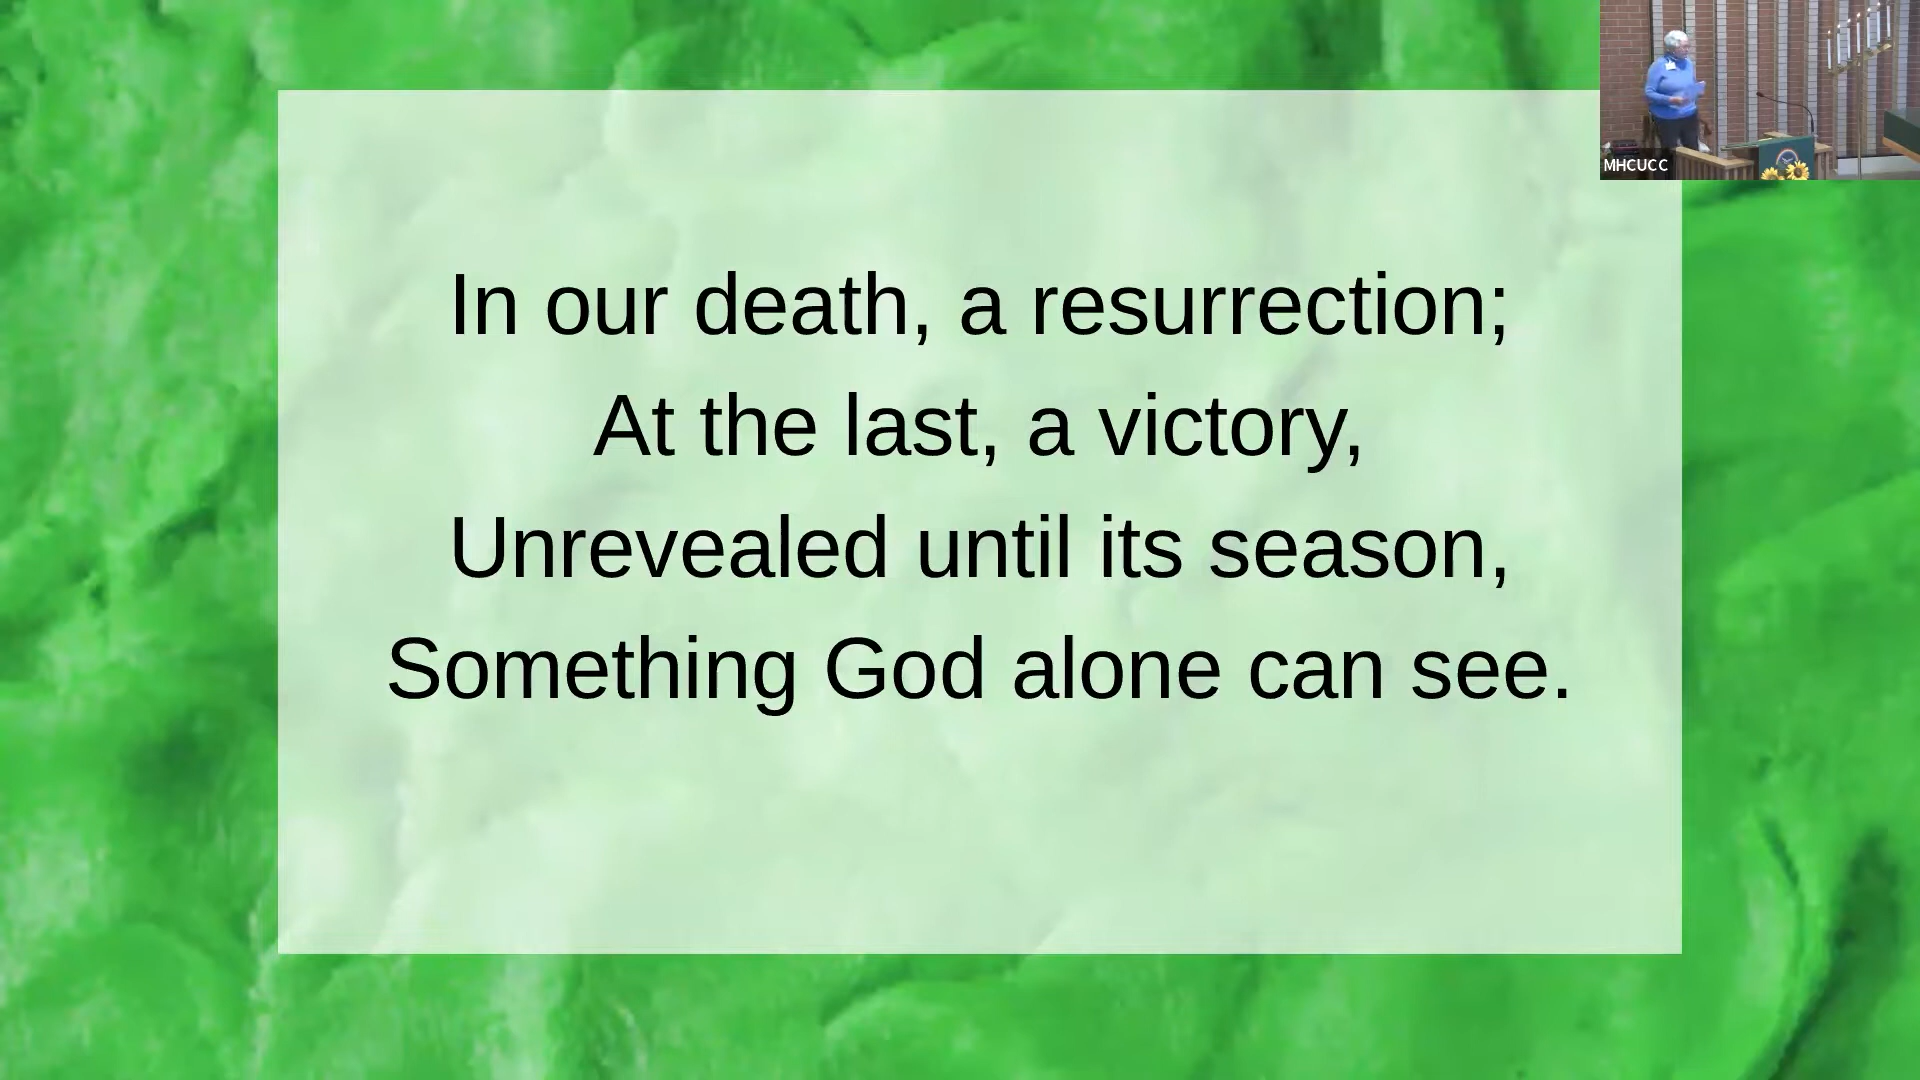 In our death, a resurrection;
At the last, a victory,
Unrevealed until its season,
Something God alone can see.
MHCUCC